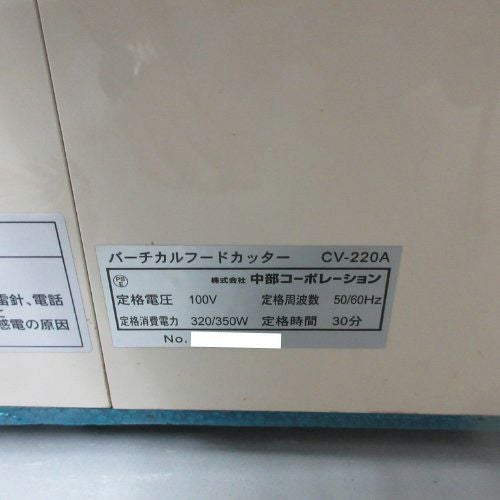 雷針、電話
と
感電の原因
バーチカルフードカッター CV-220A
PS
E
株式会社 中部コーポレーション
定格電圧 100V 定格周波数 50/60Hz
定格消費電力 320/350W 定格時間 30分
No.